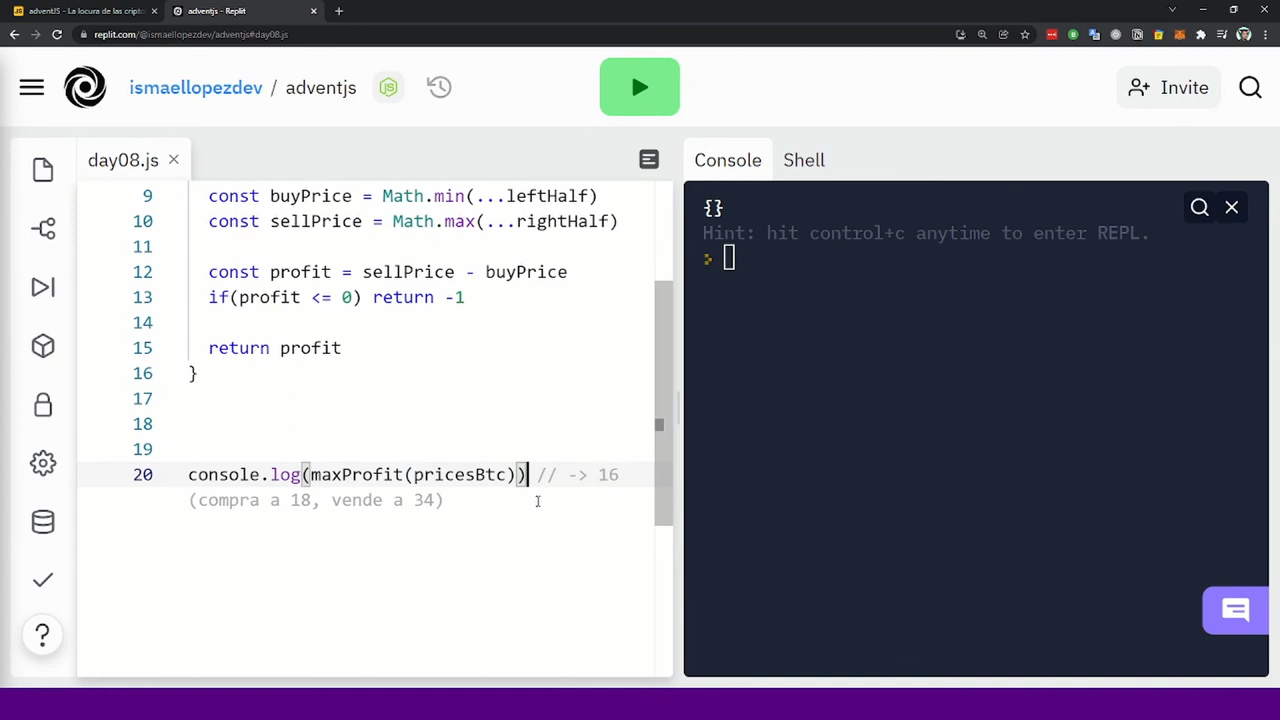 adventJS - La locura de las cripto
adventjs - Replit
replit.com/@ismaellopezdev/adventjs#day08.js
ismaellopezdev / adventjs
Invite
day08.js
Console
Shell
9 const buyPrice = Math.min(...leftHalf)
10 const sellPrice = Math.max(...rightHalf)
11
12 const profit = sellPrice - buyPrice
13 if(profit <= 0) return -1
14
15 return profit
16 }
17
18
19
20 console.log(maxProfit(pricesBtc)) // -> 16
(compra a 18, vende a 34)
{}
Hint: hit control+c anytime to enter REPL.
>